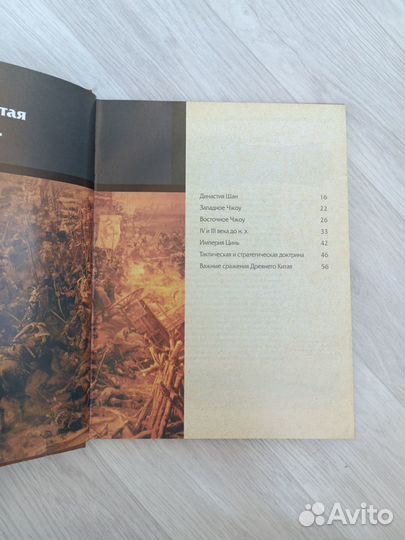 тая
Династия Шан 16
Западное Чжоу 22
Восточное Чжоу 26
IV и III века до н. э. 33
Империя Цинь 42
Тактическая и стратегическая доктрина 46
Важние сражения Древнего Китая 56
Avito